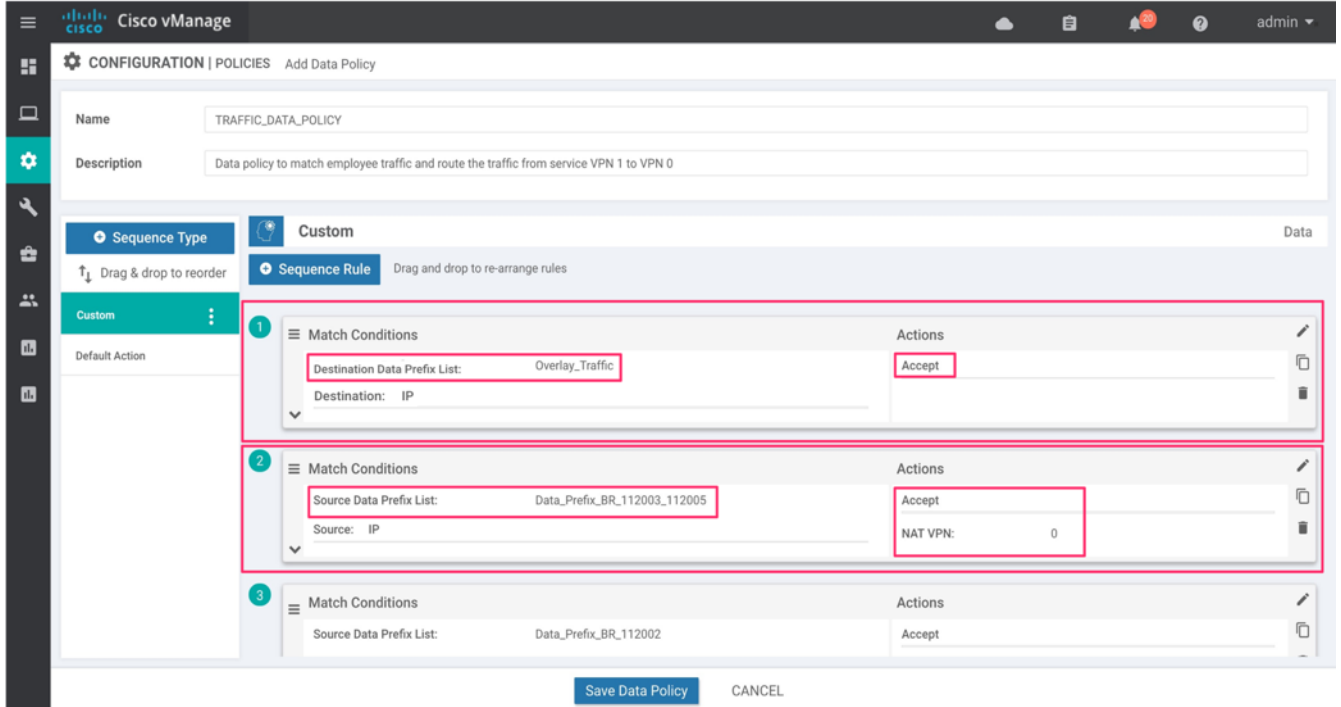 cisco Cisco vManage 20 admin
CONFIGURATION | POLICIES Add Data Policy
Name TRAFFIC_DATA_POLICY
Description Data policy to match employee traffic and route the traffic from service VPN 1 to VPN 0
Sequence Type
Drag & drop to reorder
Custom
Default Action
Custom Data
Sequence Rule Drag and drop to re-arrange rules
1 Match Conditions Actions
Destination Data Prefix List: Overlay_Traffic Accept
Destination: IP
2 Match Conditions Actions
Source Data Prefix List: Data_Prefix_BR_112003_112005 Accept
Source: IP NAT VPN: 0
3 Match Conditions Actions
Source Data Prefix List: Data_Prefix_BR_112002 Accept
Save Data Policy CANCEL